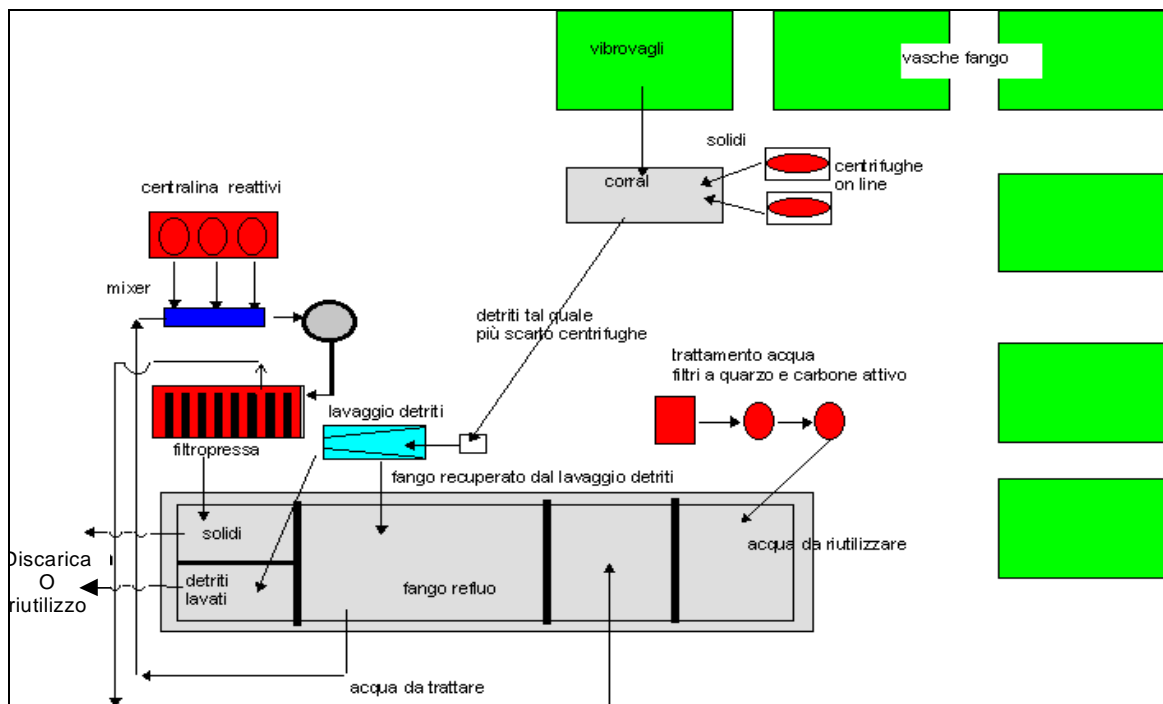 vibrovagli
vasche fango
solidi
centrifughe
on line
corral
centralina reattivi
mixer
detriti tal quale
più scarto centrifughe
trattamento acqua
filtri a quarzo e carbone attivo
lavaggio detriti
filtropressa
fango recuperato dal lavaggio detriti
solidi
acqua da riutilizzare
Discarica
O
riutilizzo
detriti
lavati
fango refluo
acqua da trattare